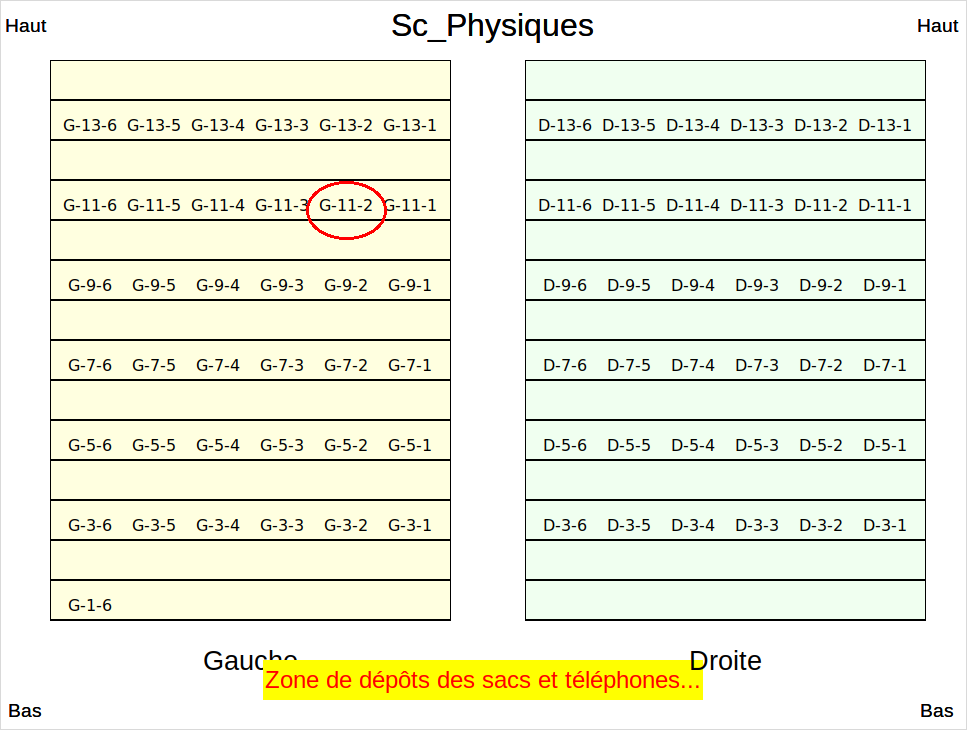 Haut Sc_Physiques Haut
G-13-6 G-13-5 G-13-4 G-13-3 G-13-2 G-13-1 D-13-6 D-13-5 D-13-4 D-13-3 D-13-2 D-13-1
G-11-6 G-11-5 G-11-4 G-11-3 G-11-2 G-11-1 D-11-6 D-11-5 D-11-4 D-11-3 D-11-2 D-11-1
G-9-6 G-9-5 G-9-4 G-9-3 G-9-2 G-9-1 D-9-6 D-9-5 D-9-4 D-9-3 D-9-2 D-9-1
G-7-6 G-7-5 G-7-4 G-7-3 G-7-2 G-7-1 D-7-6 D-7-5 D-7-4 D-7-3 D-7-2 D-7-1
G-5-6 G-5-5 G-5-4 G-5-3 G-5-2 G-5-1 D-5-6 D-5-5 D-5-4 D-5-3 D-5-2 D-5-1
G-3-6 G-3-5 G-3-4 G-3-3 G-3-2 G-3-1 D-3-6 D-3-5 D-3-4 D-3-3 D-3-2 D-3-1
G-1-6
Gauche Droite
Zone de dépôts des sacs et téléphones...
Bas Bas